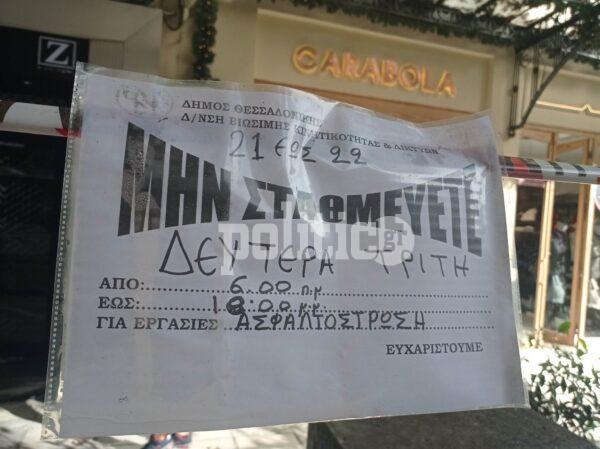 Z
CARABOLA
ΔΗΜΟΣ ΘΕΣΣΑΛΟΝΙΚΗΣ
Δ/ΝΣΗ ΒΙΩΣΙΜΗΣ ΚΙΝΗΤΙΚΟΤΗΤΑΣ & ΔΙΚΤΥΩΝ
21 ΕΩΣ 22
ΜΗΝ ΣΤΑΘΜΕΥΕΤΕ
ΔΕΥΤΕΡΑ ΤΡΙΤΗ
ΑΠΟ: 6.00 π.μ
ΕΩΣ: 18:00 μ.μ.
ΓΙΑ ΕΡΓΑΣΙΕΣ ΑΣΦΑΛΤΟΣΤΡΩΣΗ
ΕΥΧΑΡΙΣΤΟΥΜΕ